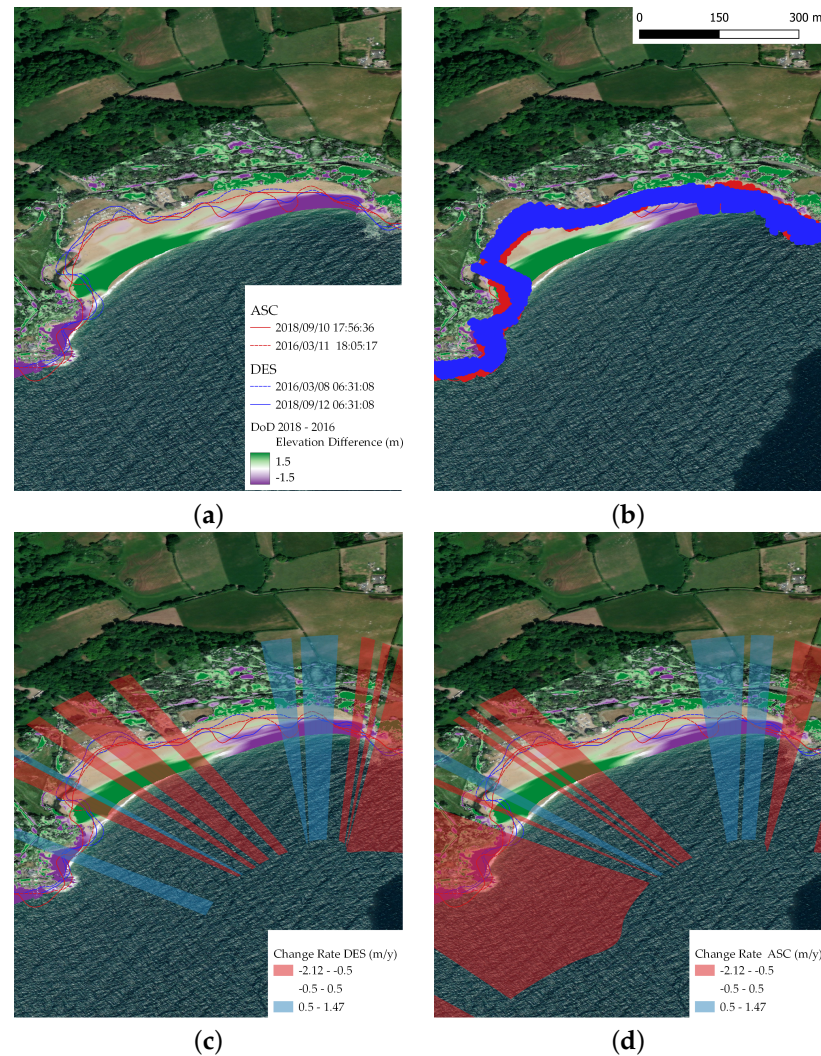 0 150 300 m
ASC
2018/09/10 17:56:36
2016/03/11 18:05:17
DES
2016/03/08 06:31:08
2018/09/12 06:31:08
DoD 2018 - 2016
Elevation Difference (m)
1.5
-1.5
(a) (b)
Change Rate DES (m/y)
-2.12 - -0.5
-0.5 - 0.5
0.5 - 1.47
Change Rate ASC (m/y)
-2.12 - -0.5
-0.5 - 0.5
0.5 - 1.47
(c) (d)